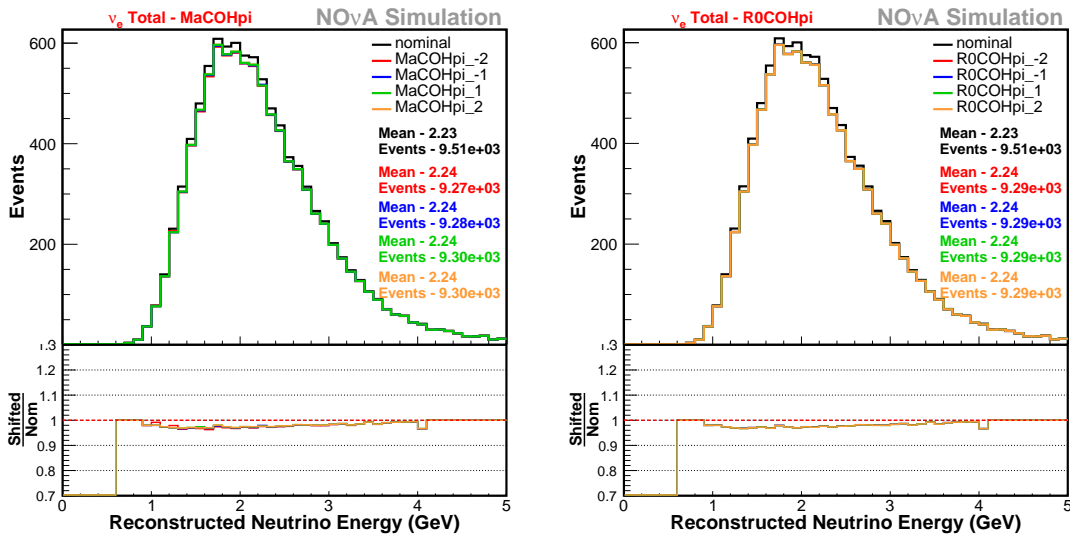 νe Total - MaCOHpi
NOνA Simulation
nominal
MaCOHpi_-2
MaCOHpi_-1
MaCOHpi_1
MaCOHpi_2
Mean - 2.23
Events - 9.51e+03
Mean - 2.24
Events - 9.27e+03
Mean - 2.24
Events - 9.28e+03
Mean - 2.24
Events - 9.30e+03
Mean - 2.24
Events - 9.30e+03
Events
600
400
200
1.3
1.2
1.1
1
0.9
0.8
0.7
Shifted
Nom
0 1 2 3 4 5
Reconstructed Neutrino Energy (GeV)
νe Total - R0COHpi
NOνA Simulation
nominal
R0COHpi_-2
R0COHpi_-1
R0COHpi_1
R0COHpi_2
Mean - 2.23
Events - 9.51e+03
Mean - 2.24
Events - 9.29e+03
Mean - 2.24
Events - 9.29e+03
Mean - 2.24
Events - 9.29e+03
Mean - 2.24
Events - 9.29e+03
Events
600
400
200
1.3
1.2
1.1
1
0.9
0.8
0.7
Shifted
Nom
0 1 2 3 4 5
Reconstructed Neutrino Energy (GeV)